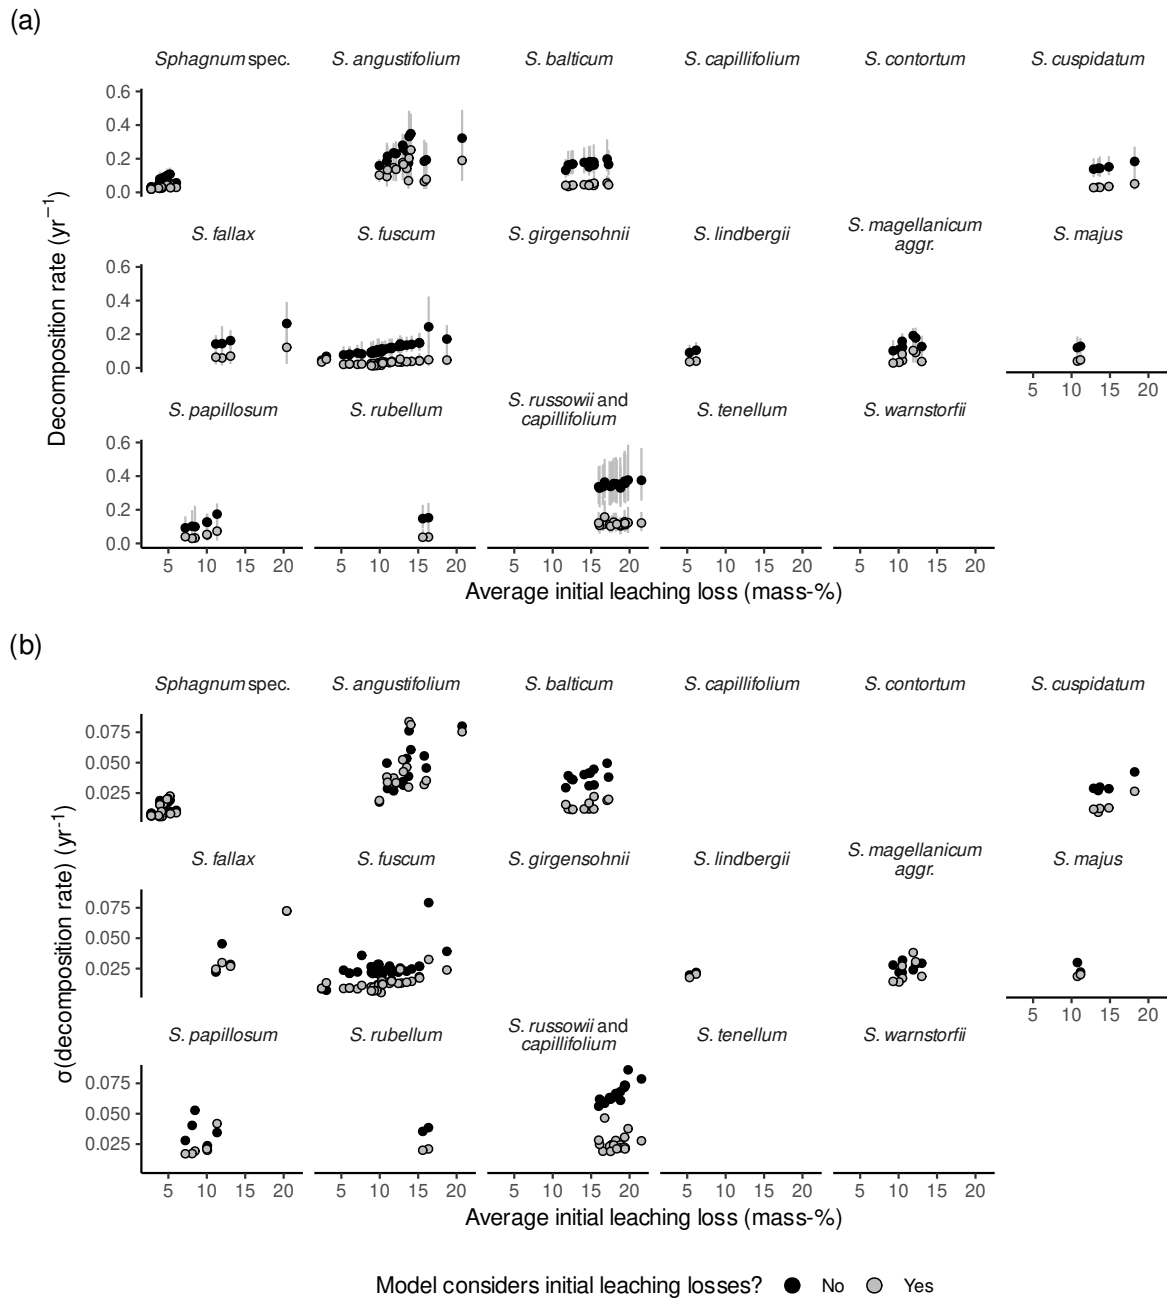 (a)
Sphagnum spec. S. angustifolium S. balticum S. capillifolium S. contortum S. cuspidatum
0.6
0.4
0.2
0.0
S. fallax S. fuscum S. girgensohnii S. lindbergii S. magellanicum aggr. S. majus
0.6
0.4
0.2
0.0
5 10 15 20
S. papillosum S. rubellum S. russowii and capillifolium S. tenellum S. warnstorfii
0.6
0.4
0.2
0.0
5 10 15 20 5 10 15 20 5 10 15 20 5 10 15 20 5 10 15 20
Decomposition rate (yr⁻¹)
Average initial leaching loss (mass-%)
(b)
Sphagnum spec. S. angustifolium S. balticum S. capillifolium S. contortum S. cuspidatum
0.075
0.050
0.025
S. fallax S. fuscum S. girgensohnii S. lindbergii S. magellanicum aggr. S. majus
0.075
0.050
0.025
5 10 15 20
S. papillosum S. rubellum S. russowii and capillifolium S. tenellum S. warnstorfii
0.075
0.050
0.025
5 10 15 20 5 10 15 20 5 10 15 20 5 10 15 20 5 10 15 20
σ(decomposition rate) (yr⁻¹)
Average initial leaching loss (mass-%)
Model considers initial leaching losses? No Yes